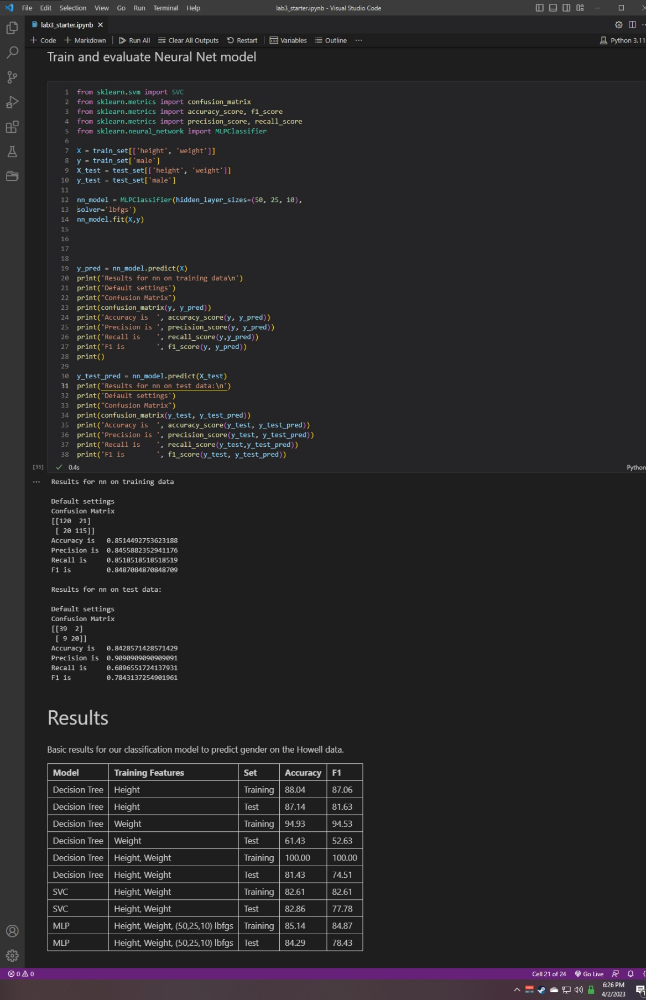 File Edit Selection View Go Run Terminal Help lab3_starter.ipynb - Visual Studio Code
lab3_starter.ipynb
+ Code + Markdown Run All Clear All Outputs Restart Variables Outline ··· Python 3.11
Train and evaluate Neural Net model
1 from sklearn.svm import SVC
2 from sklearn.metrics import confusion_matrix
3 from sklearn.metrics import accuracy_score, f1_score
4 from sklearn.metrics import precision_score, recall_score
5 from sklearn.neural_network import MLPClassifier
6
7 X = train_set[['height', 'weight']]
8 y = train_set['male']
9 X_test = test_set[['height', 'weight']]
10 y_test = test_set['male']
11
12 nn_model = MLPClassifier(hidden_layer_sizes=(50, 25, 10),
13 solver='lbfgs')
14 nn_model.fit(X,y)
15
16
17
18
19 y_pred = nn_model.predict(X)
20 print('Results for nn on training data\n')
21 print('Default settings')
22 print("Confusion Matrix")
23 print(confusion_matrix(y, y_pred))
24 print('Accuracy is  ', accuracy_score(y, y_pred))
25 print('Precision is ', precision_score(y, y_pred))
26 print('Recall is    ', recall_score(y,y_pred))
27 print('F1 is        ', f1_score(y, y_pred))
28 print()
29
30 y_test_pred = nn_model.predict(X_test)
31 print('Results for nn on test data:\n')
32 print('Default settings')
33 print("Confusion Matrix")
34 print(confusion_matrix(y_test, y_test_pred))
35 print('Accuracy is  ', accuracy_score(y_test, y_test_pred))
36 print('Precision is ', precision_score(y_test, y_test_pred))
37 print('Recall is    ', recall_score(y_test,y_test_pred))
38 print('F1 is        ', f1_score(y_test, y_test_pred))
[33] ✓ 0.4s Python
··· Results for nn on training data
Default settings
Confusion Matrix
[[120  21]
 [ 20 115]]
Accuracy is   0.8514492753623188
Precision is  0.8455882352941176
Recall is     0.8518518518518519
F1 is         0.8487084870848709
Results for nn on test data:
Default settings
Confusion Matrix
[[39  2]
 [ 9 20]]
Accuracy is   0.8428571428571429
Precision is  0.9090909090909091
Recall is     0.6896551724137931
F1 is         0.7843137254901961
Results
Basic results for our classification model to predict gender on the Howell data.
Model Training Features Set Accuracy F1
Decision Tree Height Training 88.04 87.06
Decision Tree Height Test 87.14 81.63
Decision Tree Weight Training 94.93 94.53
Decision Tree Weight Test 61.43 52.63
Decision Tree Height, Weight Training 100.00 100.00
Decision Tree Height, Weight Test 81.43 74.51
SVC Height, Weight Training 82.61 82.61
SVC Height, Weight Test 82.86 77.78
MLP Height, Weight, (50,25,10) lbfgs Training 85.14 84.87
MLP Height, Weight, (50,25,10) lbfgs Test 84.29 78.43
0 0 Cell 21 of 24 Go Live
6:26 PM
4/2/2023